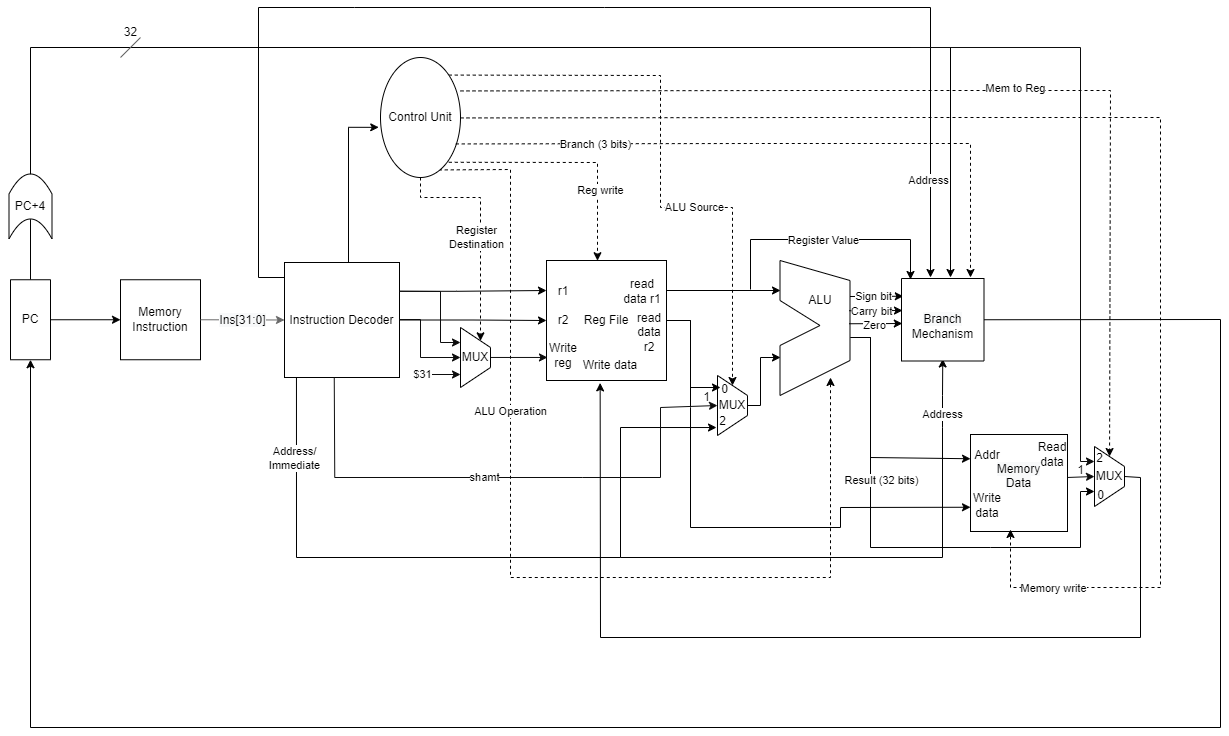 32
Control Unit
Mem to Reg
Branch (3 bits)
Address
Reg write
PC+4
ALU Source
Register
Destination
Register Value
r1
read
data r1
ALU
Sign bit
Carry bit
Zero
PC
Memory
Instruction
Ins[31:0]
Instruction Decoder
r2
Reg File
read
data
r2
Branch
Mechanism
MUX
Write
reg
Write data
$31
0
1
MUX
2
ALU Operation
Address
Address/
Immediate
shamt
Result (32 bits)
Addr
Read
data
Memory
Data
Write
data
2
1
MUX
0
Memory write